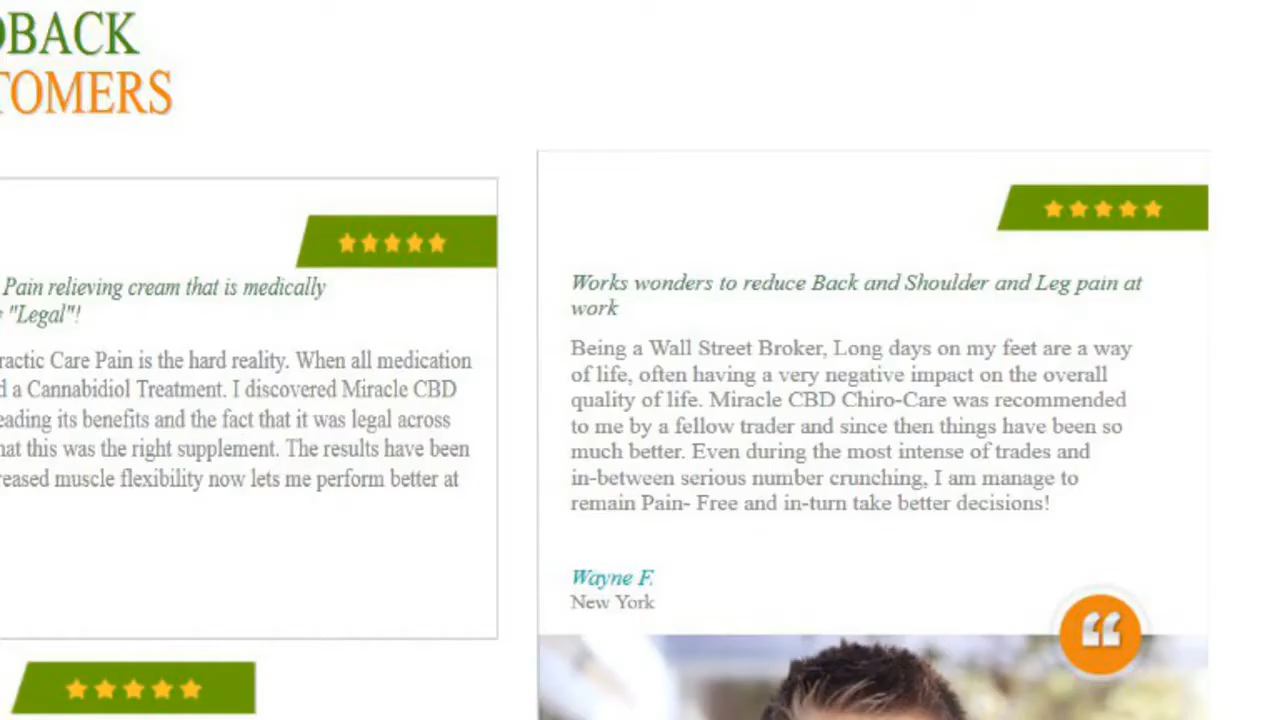 BACK
TOMERS
Pain relieving cream that is medically
"Legal"!
ractic Care Pain is the hard reality. When all medication
d a Cannabidiol Treatment. I discovered Miracle CBD
eading its benefits and the fact that it was legal across
hat this was the right supplement. The results have been
reased muscle flexibility now lets me perform better at
Works wonders to reduce Back and Shoulder and Leg pain at
work
Being a Wall Street Broker, Long days on my feet are a way
of life, often having a very negative impact on the overall
quality of life. Miracle CBD Chiro-Care was recommended
to me by a fellow trader and since then things have been so
much better. Even during the most intense of trades and
in-between serious number crunching, I am manage to
remain Pain- Free and in-turn take better decisions!
Wayne F.
New York